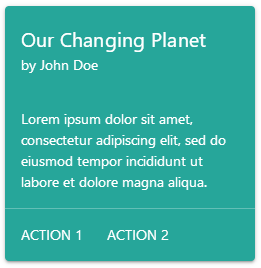 Our Changing Planet
by John Doe
Lorem ipsum dolor sit amet,
consectetur adipiscing elit, sed do
eiusmod tempor incididunt ut
labore et dolore magna aliqua.
ACTION 1 ACTION 2